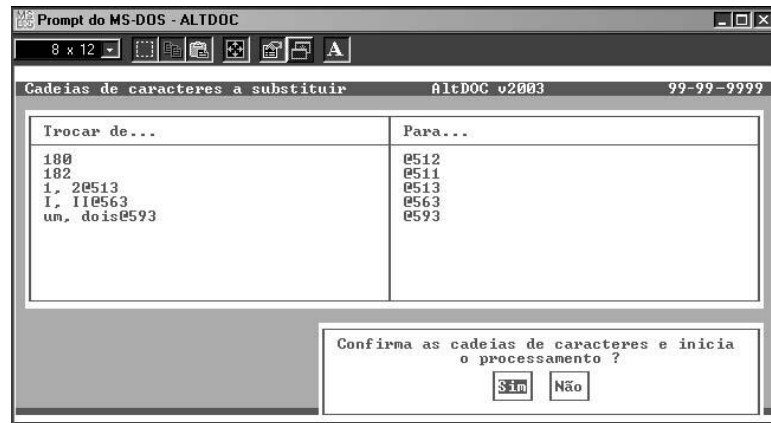 MS DOS Prompt do MS-DOS - ALTDOC
8 x 12 A
Cadeias de caracteres a substituir AltDOC v2003 99-99-9999
Trocar de... Para...
180 @512
182 @511
1, 2@513 @513
I, II@563 @563
um, dois@593 @593
Confirma as cadeias de caracteres e inicia
o processamento ?
Sim Não